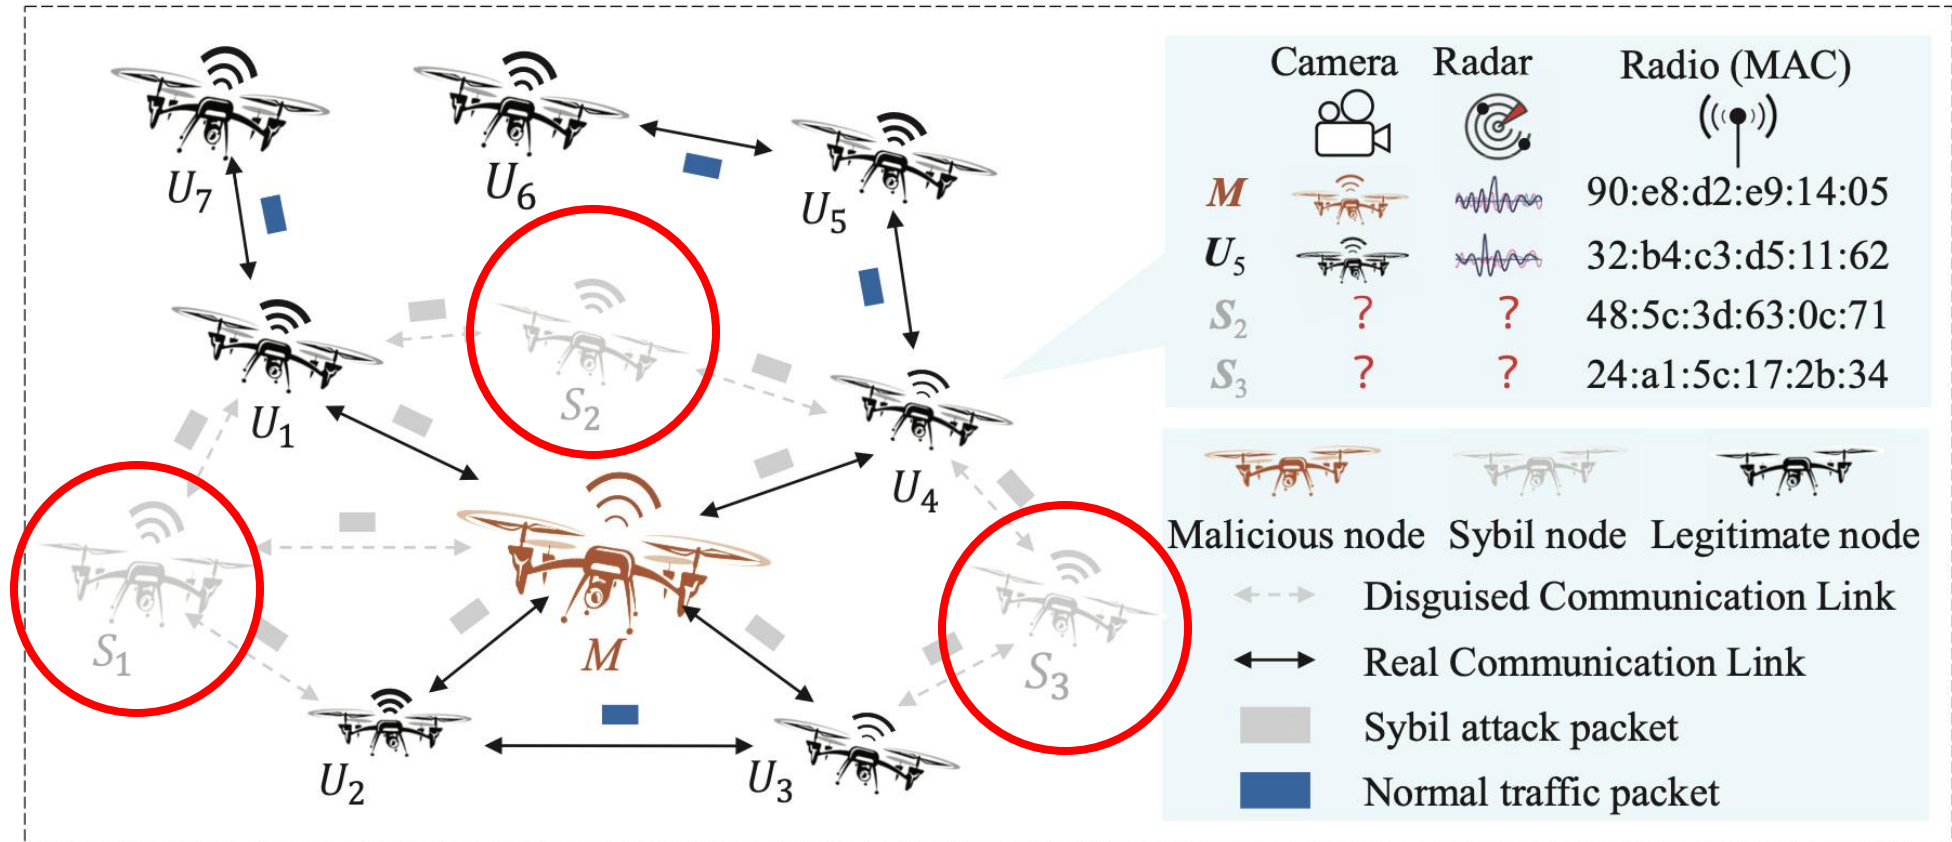 U₇
U₆
U₅
U₁
S₂
U₄
S₁
M
S₃
U₂
U₃
Camera Radar Radio (MAC)
M 90:e8:d2:e9:14:05
U₅ 32:b4:c3:d5:11:62
S₂ ? ? 48:5c:3d:63:0c:71
S₃ ? ? 24:a1:5c:17:2b:34
Malicious node Sybil node Legitimate node
Disguised Communication Link
Real Communication Link
Sybil attack packet
Normal traffic packet